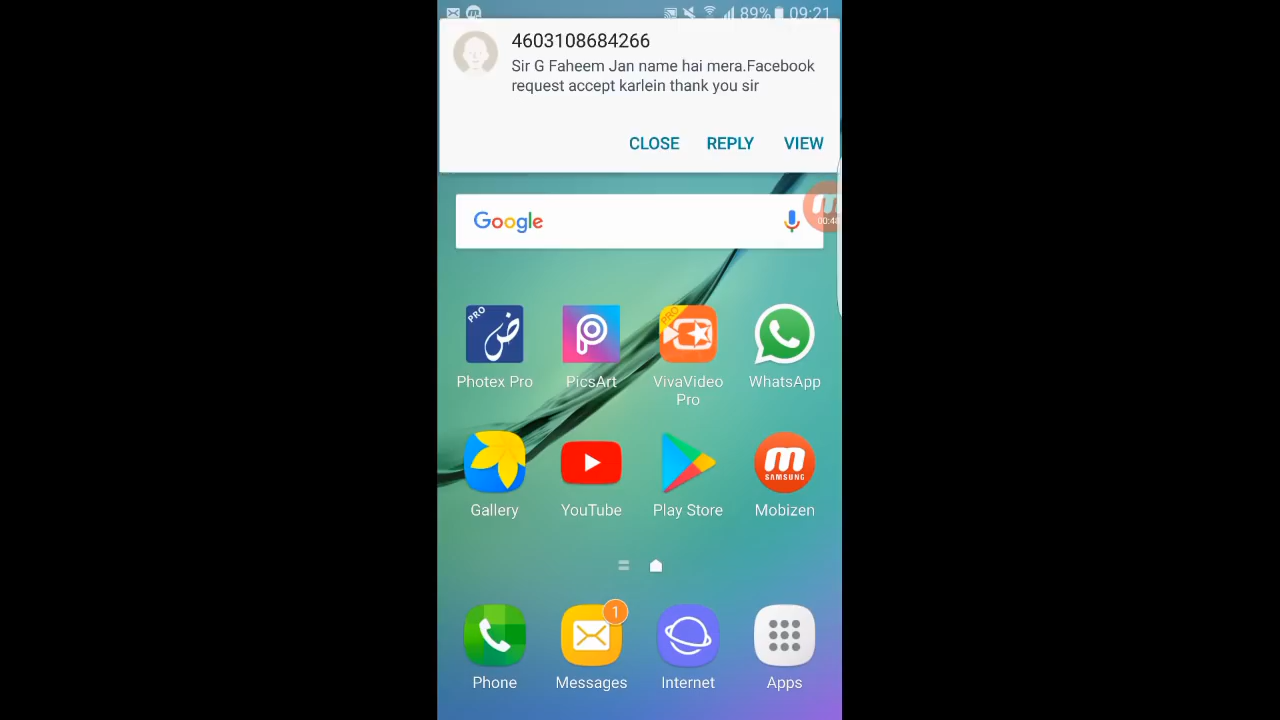 89% 09:21
4603108684266
Sir G Faheem Jan name hai mera.Facebook
request accept karlein thank you sir
CLOSE REPLY VIEW
Google
00:48
PRO ض PRO
Photex Pro PicsArt VivaVideo Pro WhatsApp
SAMSUNG
Gallery YouTube Play Store Mobizen
1
Phone Messages Internet Apps